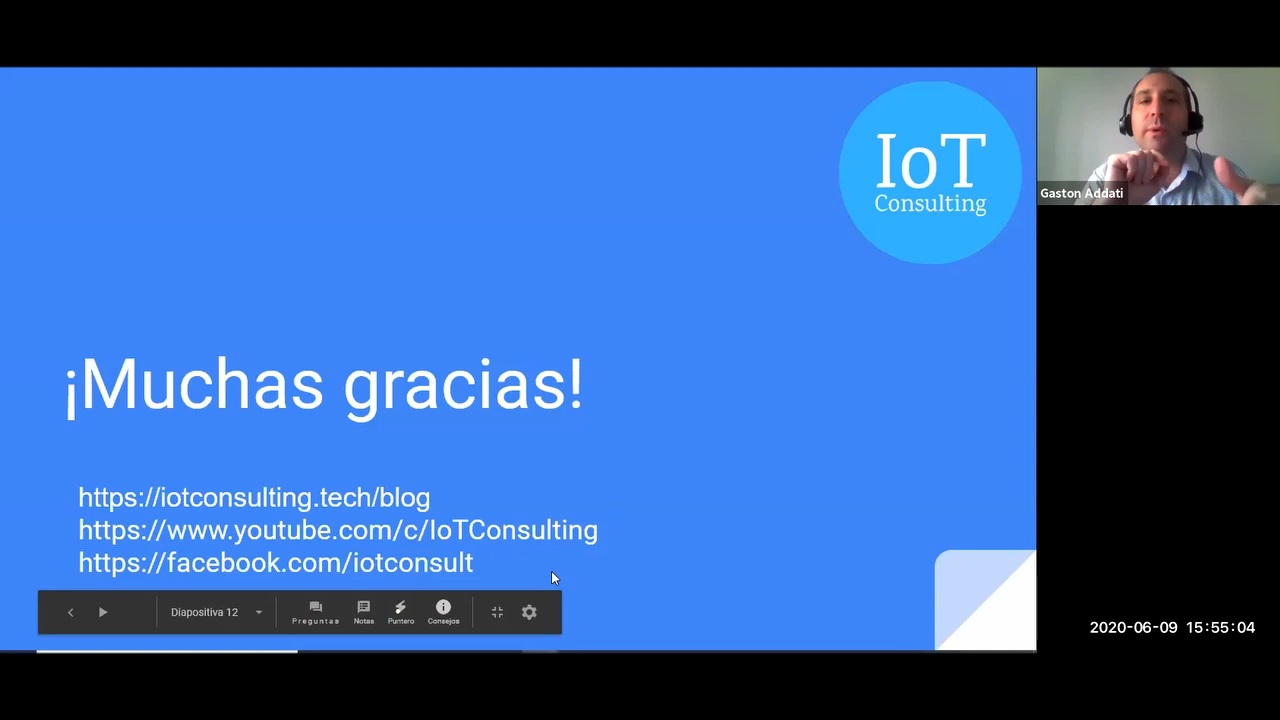 IoT
Consulting
Gaston Addati
¡Muchas gracias!
https://iotconsulting.tech/blog
https://www.youtube.com/c/IoTConsulting
https://facebook.com/iotconsult
Diapositiva 12
Preguntas
Notas
Puntero
Consejos
2020-06-09 15:55:04